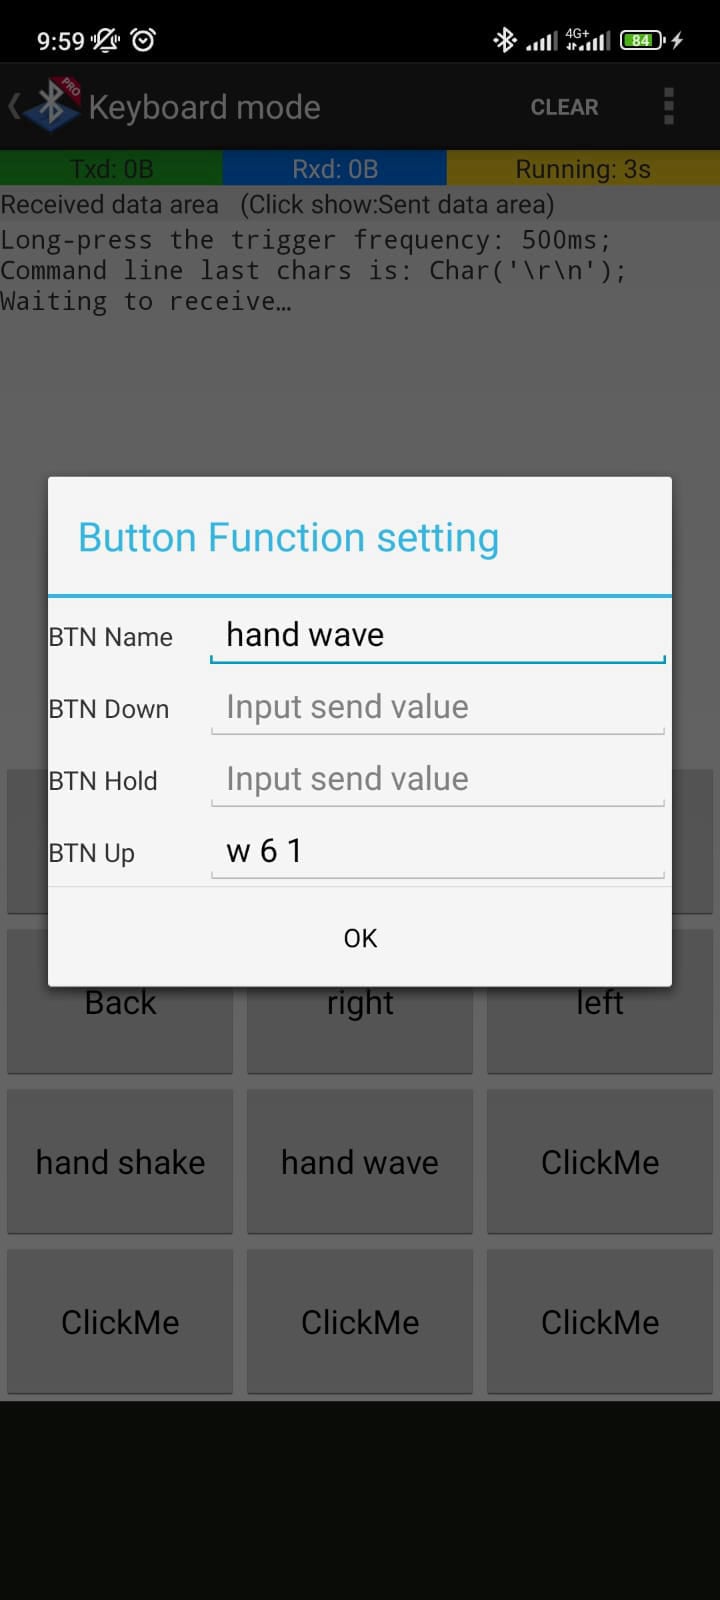 9:59 4G+ 84
PRO
Keyboard mode CLEAR
Txd: 0B Rxd: 0B Running: 3s
Received data area (Click show:Sent data area)
Long-press the trigger frequency: 500ms;
Command line last chars is: Char('\r\n');
Waiting to receive…
Button Function setting
BTN Name hand wave
BTN Down Input send value
BTN Hold Input send value
BTN Up w 6 1
OK
Back right left
hand shake hand wave ClickMe
ClickMe ClickMe ClickMe